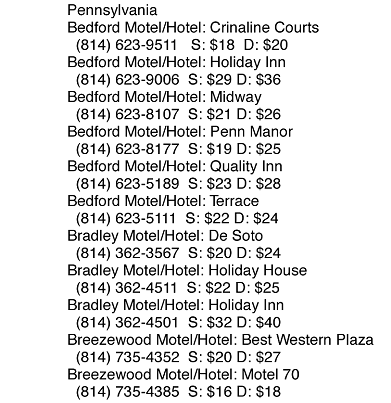 Pennsylvania
Bedford Motel/Hotel: Crinaline Courts
(814) 623-9511 S: $18 D: $20
Bedford Motel/Hotel: Holiday Inn
(814) 623-9006 S: $29 D: $36
Bedford Motel/Hotel: Midway
(814) 623-8107 S: $21 D: $26
Bedford Motel/Hotel: Penn Manor
(814) 623-8177 S: $19 D: $25
Bedford Motel/Hotel: Quality Inn
(814) 623-5189 S: $23 D: $28
Bedford Motel/Hotel: Terrace
(814) 623-5111 S: $22 D: $24
Bradley Motel/Hotel: De Soto
(814) 362-3567 S: $20 D: $24
Bradley Motel/Hotel: Holiday House
(814) 362-4511 S: $22 D: $25
Bradley Motel/Hotel: Holiday Inn
(814) 362-4501 S: $32 D: $40
Breezewood Motel/Hotel: Best Western Plaza
(814) 735-4352 S: $20 D: $27
Breezewood Motel/Hotel: Motel 70
(814) 735-4385 S: $16 D: $18